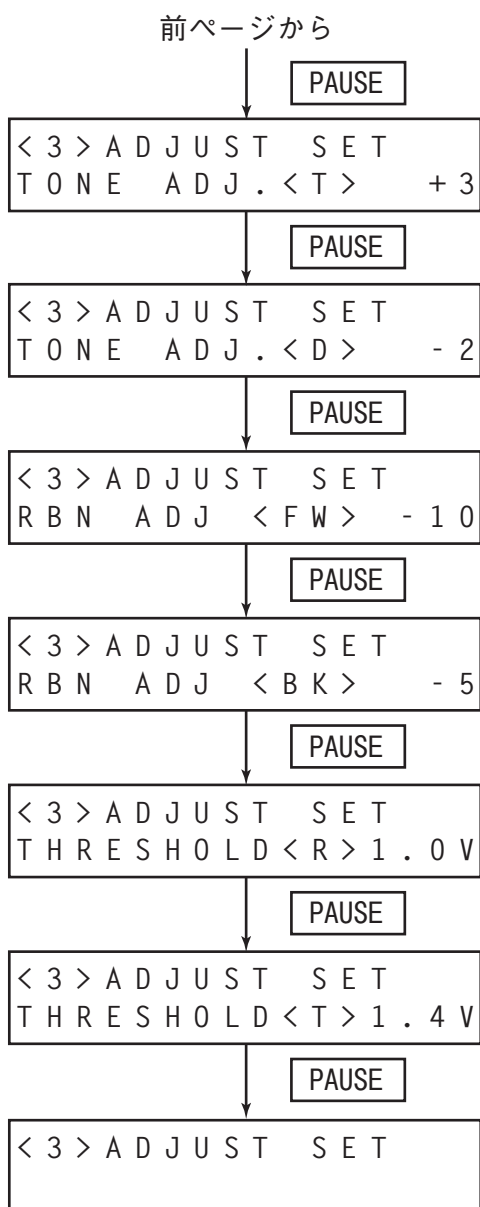 前ページから
PAUSE
<3>ADJUST SET
TONE ADJ.<T> +3
PAUSE
<3>ADJUST SET
TONE ADJ.<D> -2
PAUSE
<3>ADJUST SET
RBN ADJ <FW> -10
PAUSE
<3>ADJUST SET
RBN ADJ <BK> -5
PAUSE
<3>ADJUST SET
THRESHOLD<R>1.0V
PAUSE
<3>ADJUST SET
THRESHOLD<T>1.4V
PAUSE
<3>ADJUST SET